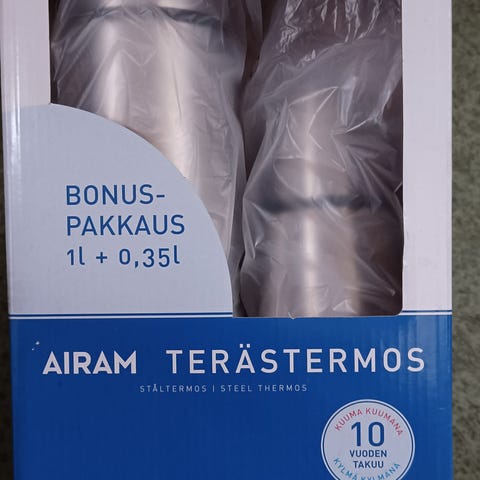 BONUS-
PAKKAUS
1l + 0,35l
AIRAM TERÄSTERMOS
STÅLTERMOS | STEEL THERMOS
KUUMA KUUMANA
10
VUODEN
TAKUU
KYLMÄ KYLMÄNÄ